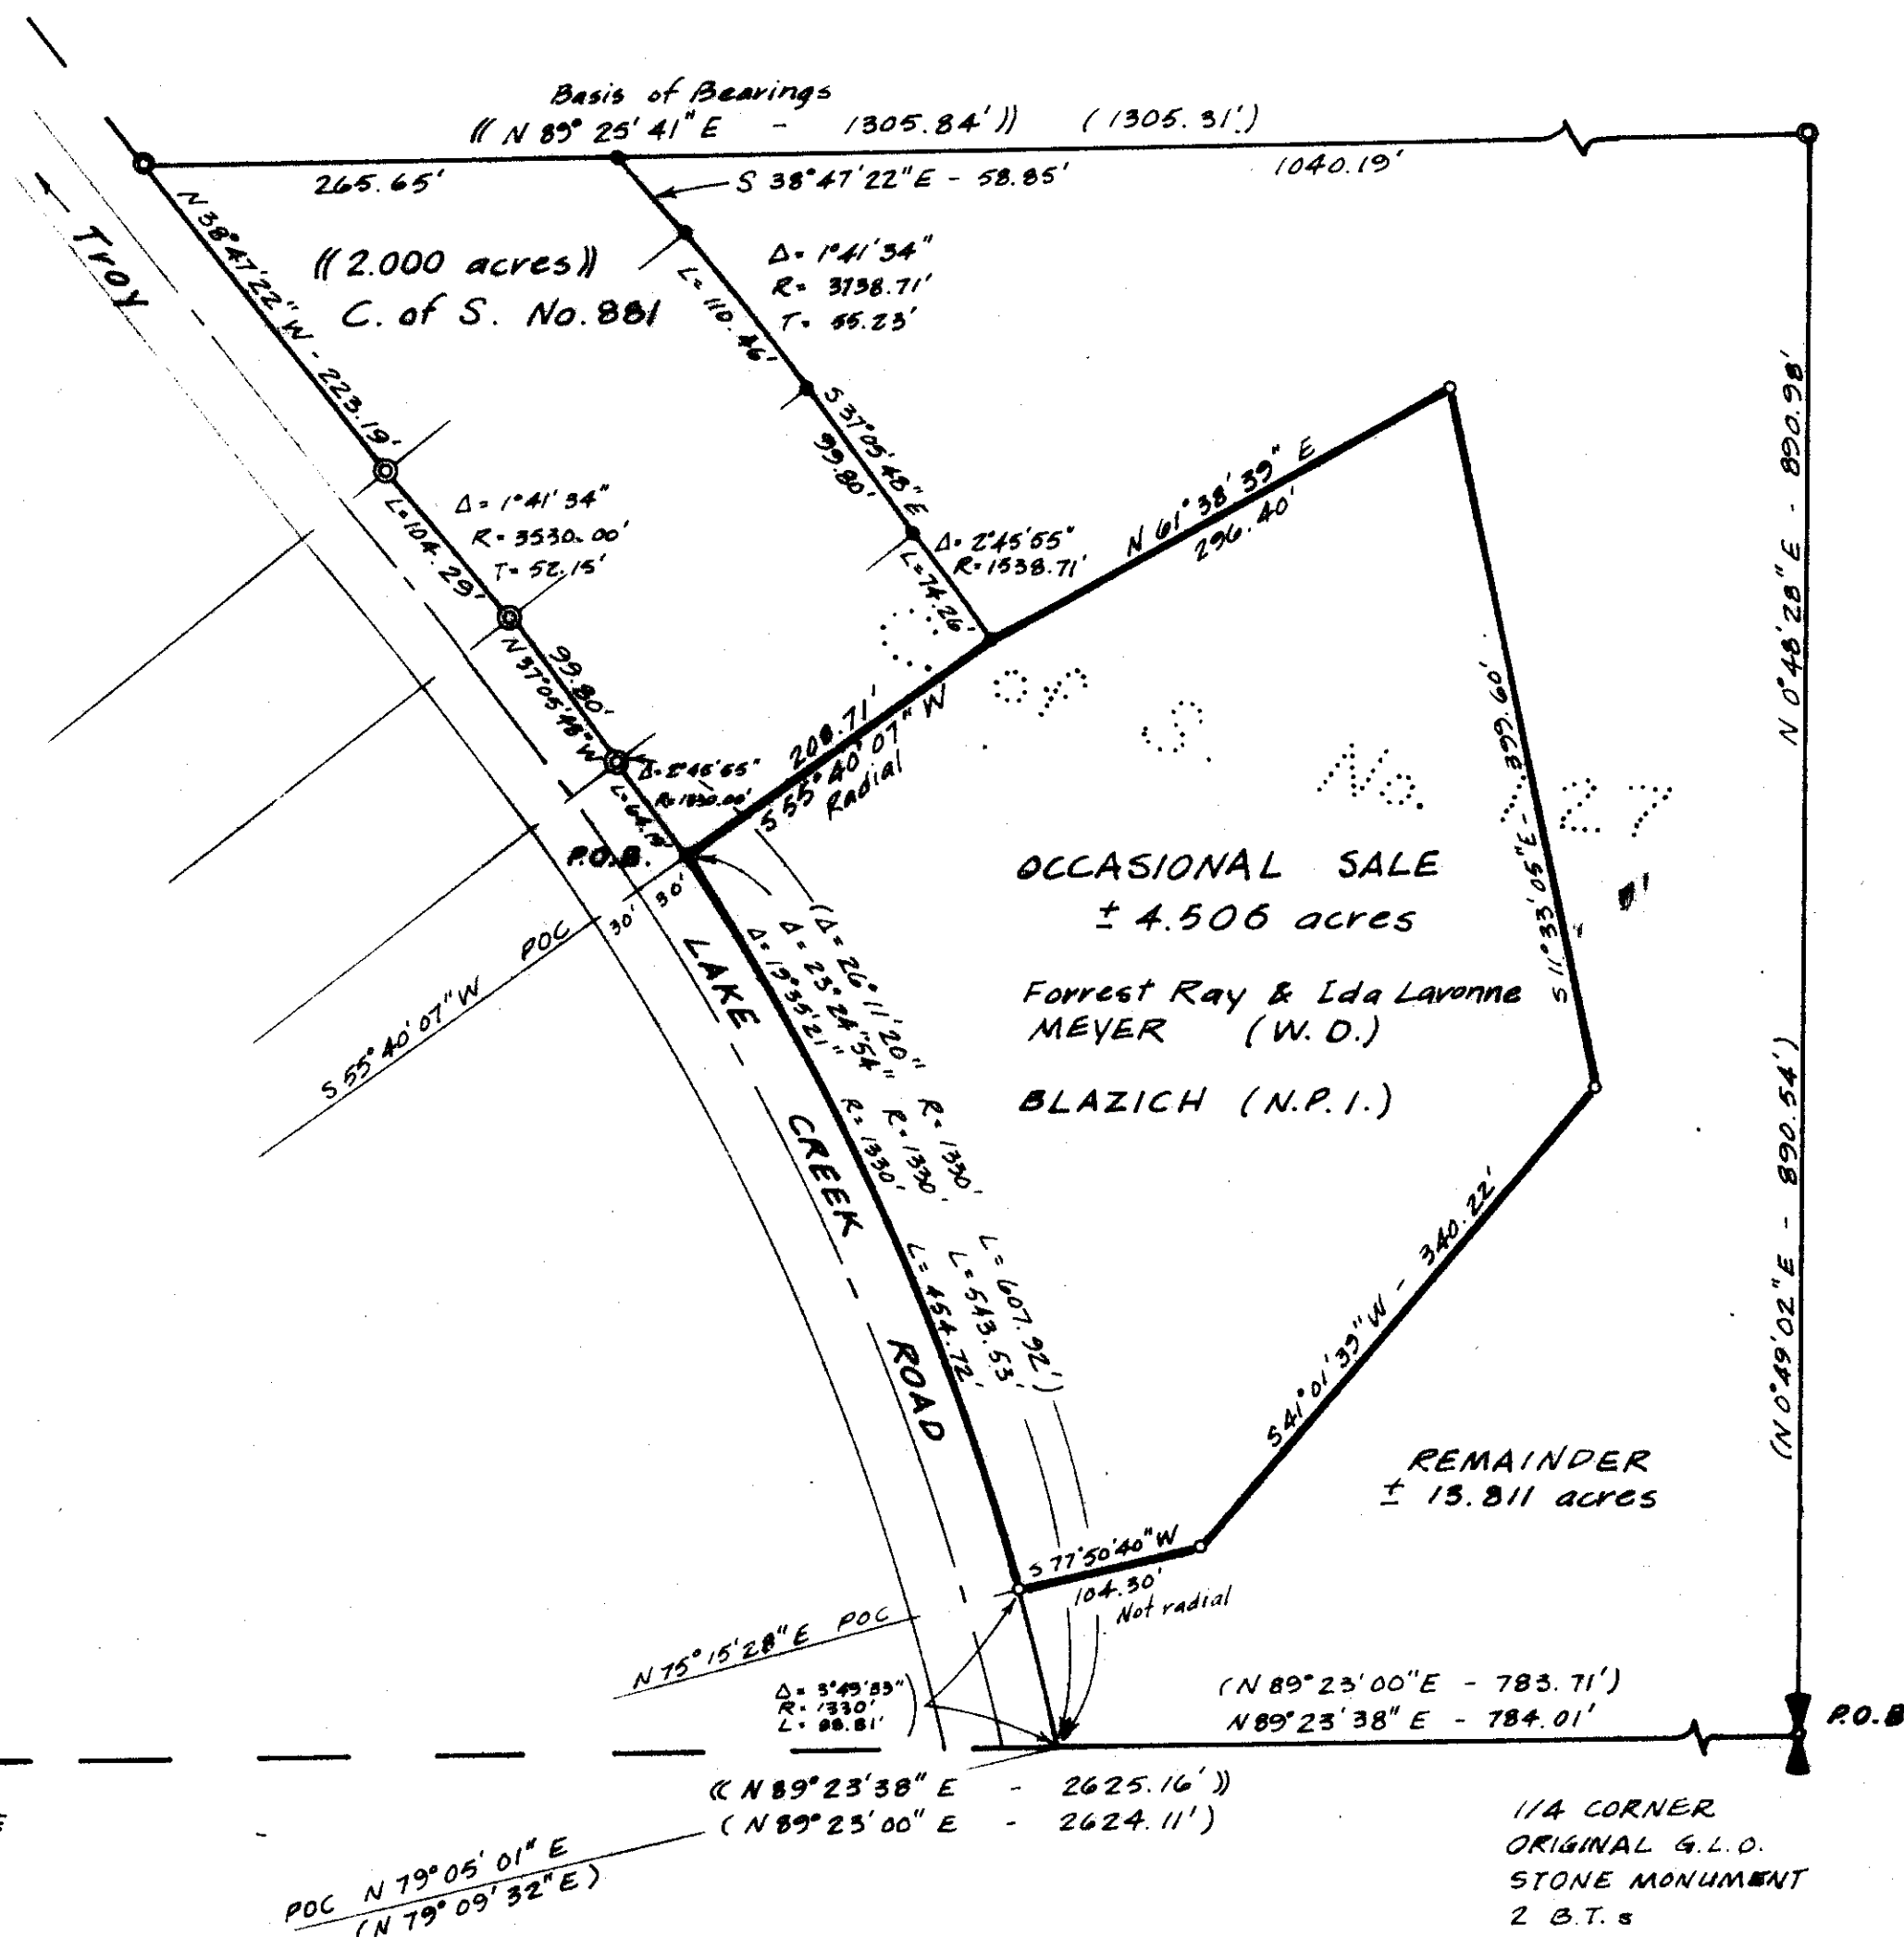 Basis of Bearings
(( N 89° 25' 41" E - 1305.84' )) (1305.31')
265.65'
S 38°47'22"E - 58.85'
1040.19'
TROY
N 38°47'22"W - 223.19'
((2.000 acres))
C. of S. No. 881
Δ= 1°41'34"
R= 3738.71'
T= 55.23'
L= 110.46'
S 37°05'48"E
99.80'
Δ= 1°41'34"
R= 3530.00'
T= 52.15'
L= 104.29'
Δ= 2°45'55"
R= 1538.71'
L= 74.26'
N 61°38'39" E
296.40'
N 0°48'28"E - 890.98'
99.80'
N 37°05'48"W
Δ= 2°45'55"
R= 1330.00'
208.71'
S 55°40'07" W
Radial
C. on S. No. 127
P.O.B.
30' 30'
S 55°40'07"W POC
OCCASIONAL SALE
± 4.506 acres
Forrest Ray & Ida Lavonne
MEYER (W.D.)
BLAZICH (N.P.I.)
S 11°33'05"E - 399.60'
(Δ= 26°11'20" R= 1330' L= 607.92')
Δ= 23°24'54" R= 1330' L= 543.53'
Δ= 19°35'21" R= 1330' L= 454.72'
LAKE CREEK ROAD
S 41°01'39"W - 340.22'
(N 0°49'02"E - 890.54')
REMAINDER
± 13.811 acres
S 77°50'40"W
104.30'
Not radial
N 75°15'28"E POC
Δ= 3°49'33"
R= 1330'
L= 88.81'
(N 89°23'00"E - 783.71')
N 89°23'38"E - 784.01'
P.O.B
(( N 89°23'38" E - 2625.16' ))
( N 89°23'00" E - 2624.11')
POC N 79°05'01" E
(N 79°09'32"E)
1/4 CORNER
ORIGINAL G.L.O.
STONE MONUMENT
2 B.T.s
E